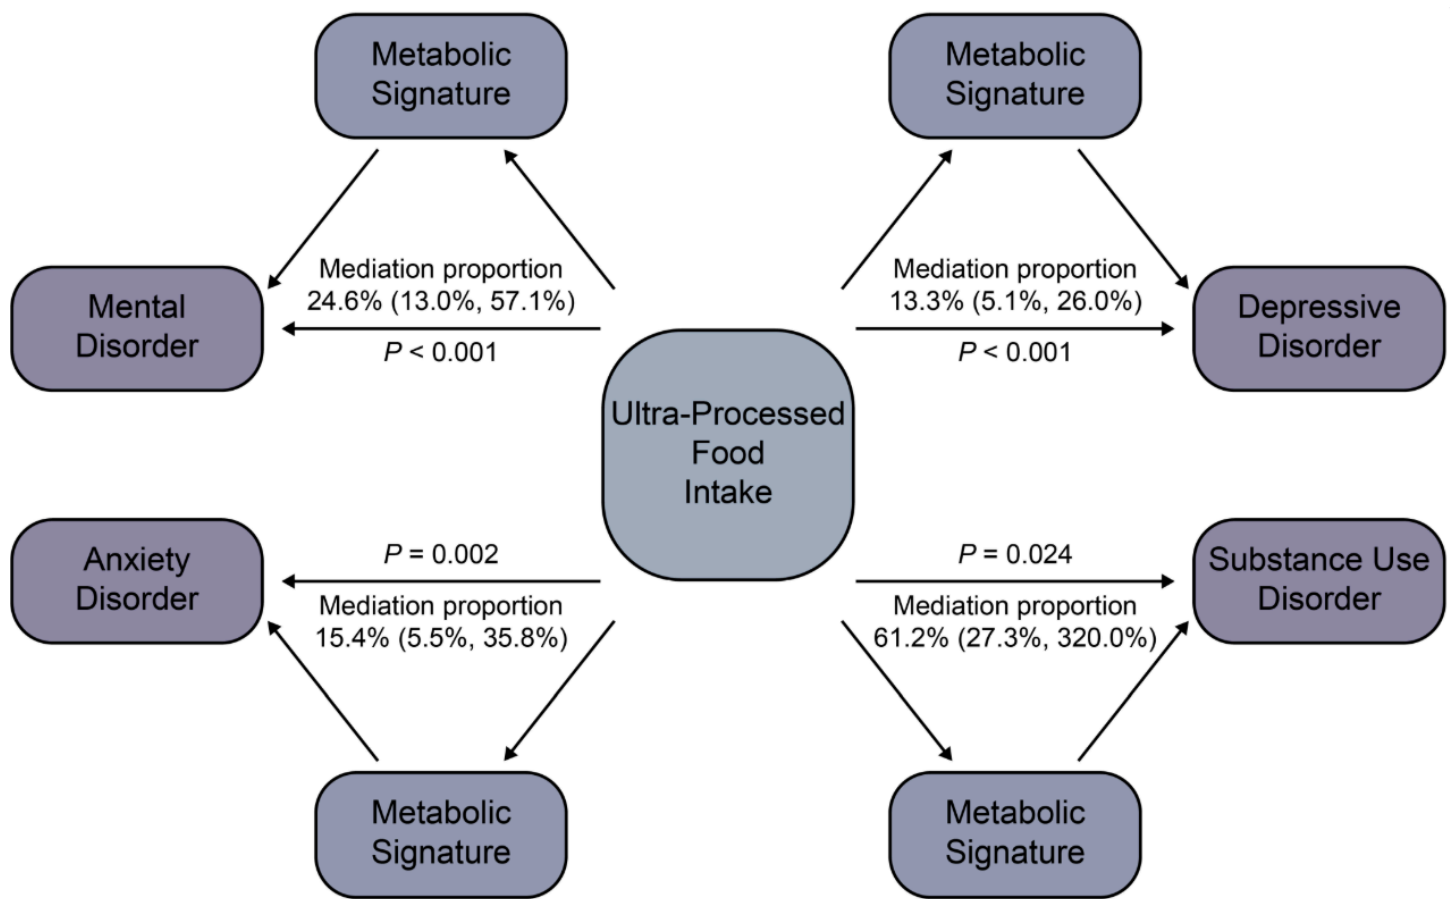 Metabolic
Signature
Metabolic
Signature
Mediation proportion
24.6% (13.0%, 57.1%)
P < 0.001
Mental
Disorder
Mediation proportion
13.3% (5.1%, 26.0%)
P < 0.001
Depressive
Disorder
Ultra-Processed
Food
Intake
Anxiety
Disorder
P = 0.002
Mediation proportion
15.4% (5.5%, 35.8%)
P = 0.024
Mediation proportion
61.2% (27.3%, 320.0%)
Substance Use
Disorder
Metabolic
Signature
Metabolic
Signature